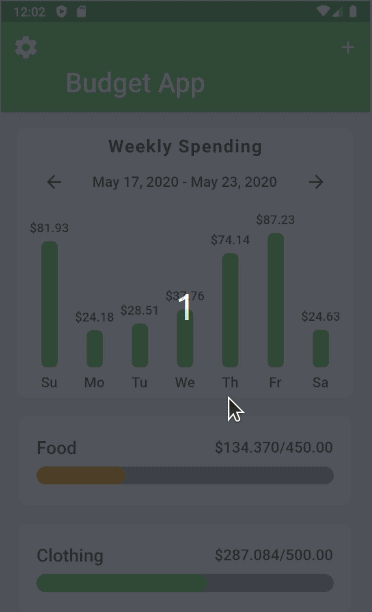 12:02
Budget App
Weekly Spending
May 17, 2020 - May 23, 2020
$81.93 $24.18 $28.51 $37.76 $74.14 $87.23 $24.63
1
Su Mo Tu We Th Fr Sa
Food $134.370/450.00
Clothing $287.084/500.00